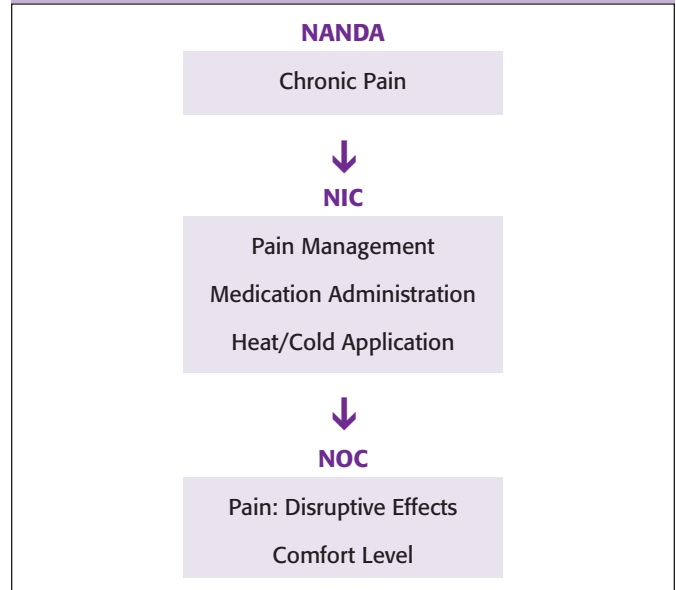 NANDA
Chronic Pain
NIC
Pain Management
Medication Administration
Heat/Cold Application
NOC
Pain: Disruptive Effects
Comfort Level